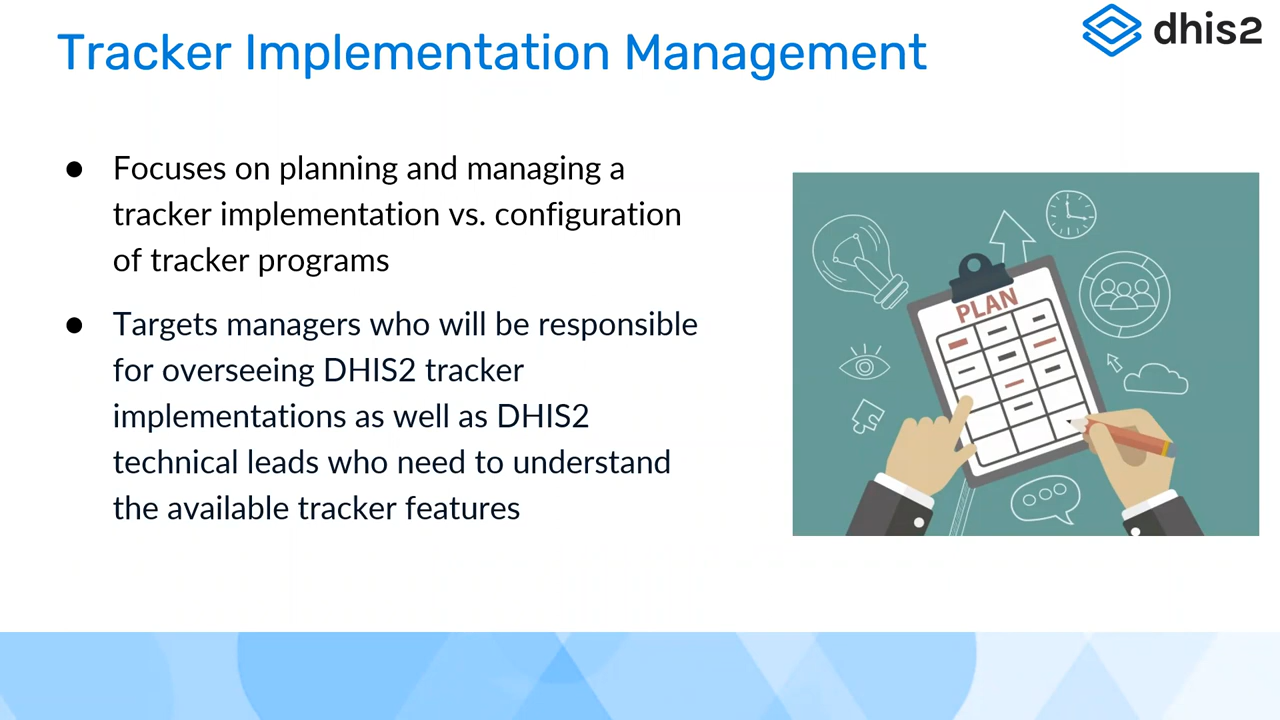 Tracker Implementation Management
dhis2
● Focuses on planning and managing a
tracker implementation vs. configuration
of tracker programs
● Targets managers who will be responsible
for overseeing DHIS2 tracker
implementations as well as DHIS2
technical leads who need to understand
the available tracker features
PLAN